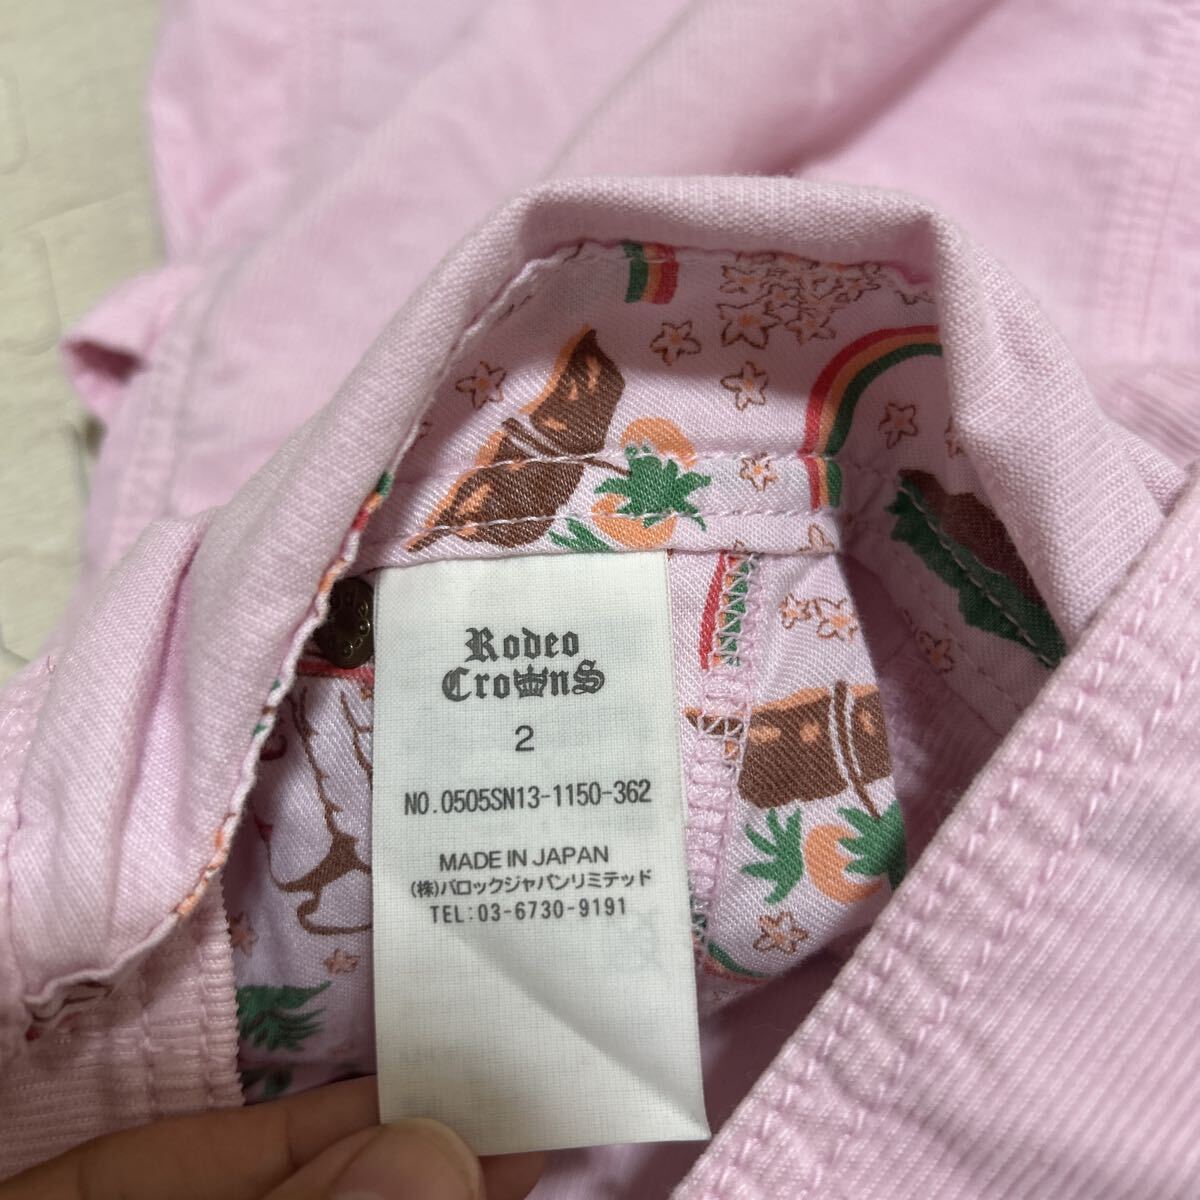 Rodeo
Crowns
2
NO.0505SN13-1150-362
MADE IN JAPAN
(株)バロックジャパンリミテッド
TEL:03-6730-9191